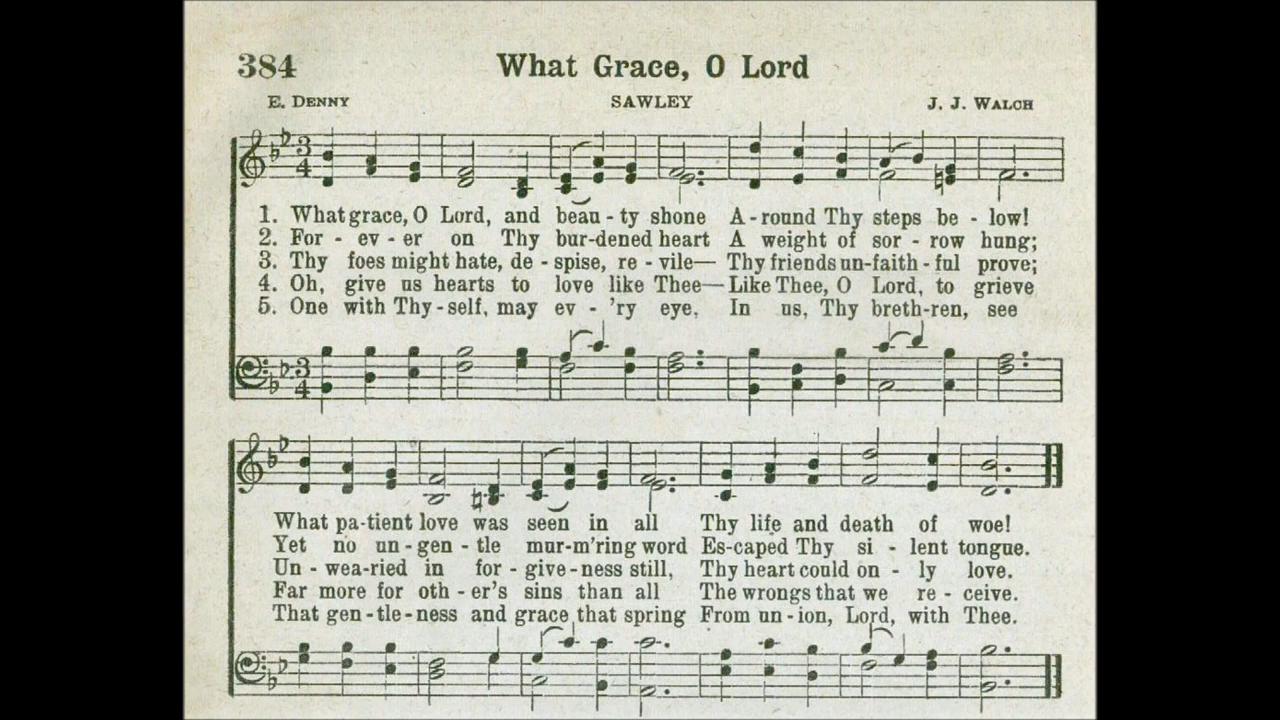 384
What Grace, O Lord
E. Denny SAWLEY J. J. Walch
3
4
1. What grace, O Lord, and beau - ty shone A - round Thy steps be - low!
2. For - ev - er on Thy bur-dened heart A weight of sor - row hung;
3. Thy foes might hate, de - spise, re - vile— Thy friends un-faith - ful prove;
4. Oh, give us hearts to love like Thee—Like Thee, O Lord, to grieve
5. One with Thy - self, may ev - 'ry eye, In us, Thy breth-ren, see
3
4
What pa-tient love was seen in all Thy life and death of woe!
Yet no un - gen - tle mur-m'ring word Es-caped Thy si - lent tongue.
Un - wea-ried in for - give - ness still, Thy heart could on - ly love.
Far more for oth - er's sins than all The wrongs that we re - ceive.
That gen - tle - ness and grace that spring From un - ion, Lord, with Thee.